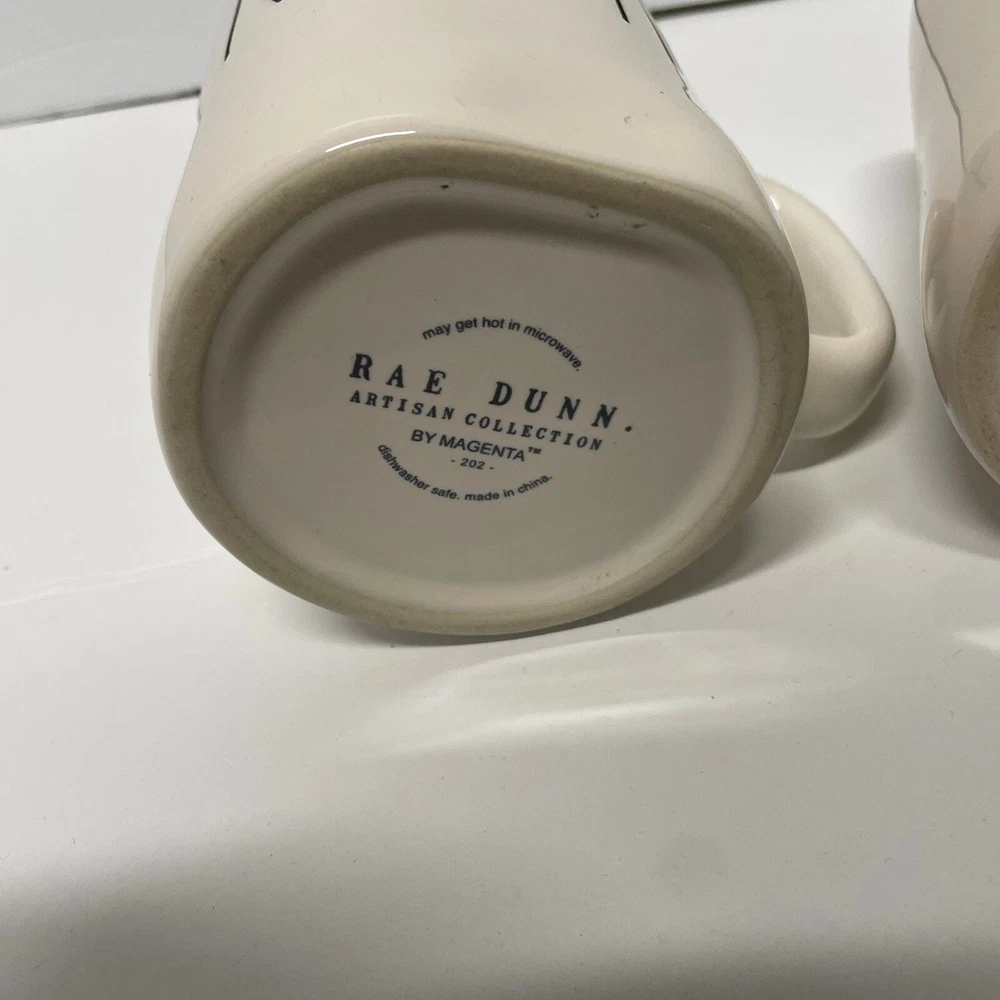 may get hot in microwave.
RAE DUNN.
ARTISAN COLLECTION
BY MAGENTA™
- 202 -
dishwasher safe. made in china.